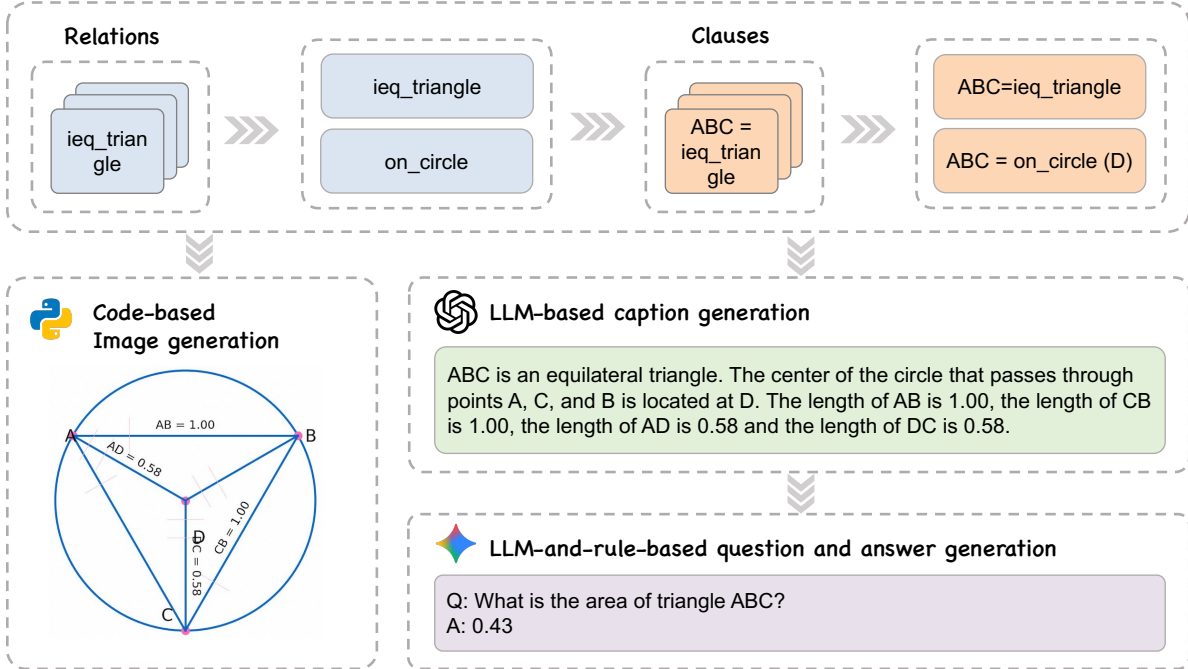 Relations
Clauses
ieq_trian
gle
ieq_triangle
on_circle
ABC =
ieq_trian
gle
ABC=ieq_triangle
ABC = on_circle (D)
Code-based
Image generation
A
AB = 1.00
B
AD = 0.58
D
DC = 0.58
CB = 1.00
C
LLM-based caption generation
ABC is an equilateral triangle. The center of the circle that passes through
points A, C, and B is located at D. The length of AB is 1.00, the length of CB
is 1.00, the length of AD is 0.58 and the length of DC is 0.58.
LLM-and-rule-based question and answer generation
Q: What is the area of triangle ABC?
A: 0.43